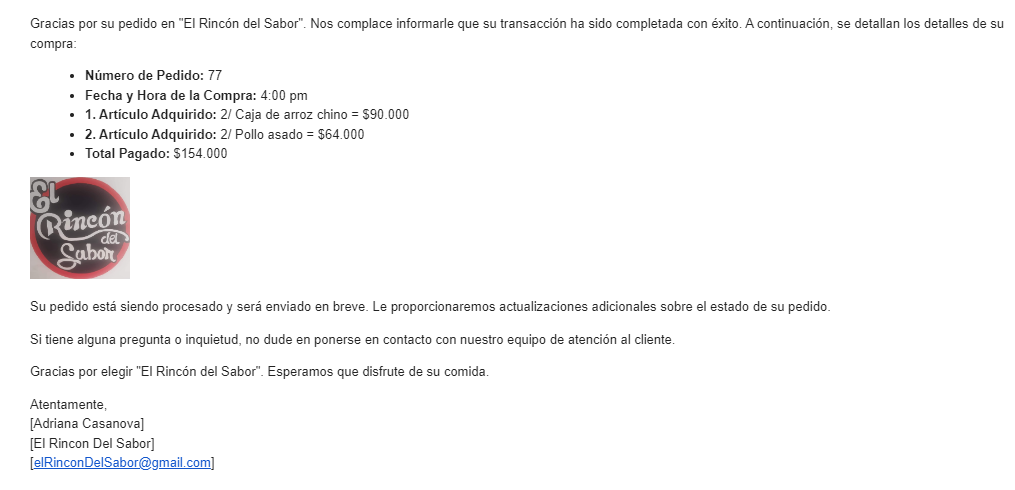 Gracias por su pedido en "El Rincón del Sabor". Nos complace informarle que su transacción ha sido completada con éxito. A continuación, se detallan los detalles de su
compra:
• Número de Pedido: 77
• Fecha y Hora de la Compra: 4:00 pm
• 1. Artículo Adquirido: 2/ Caja de arroz chino = $90.000
• 2. Artículo Adquirido: 2/ Pollo asado = $64.000
• Total Pagado: $154.000
El
Rincón
del
Sabor
Su pedido está siendo procesado y será enviado en breve. Le proporcionaremos actualizaciones adicionales sobre el estado de su pedido.
Si tiene alguna pregunta o inquietud, no dude en ponerse en contacto con nuestro equipo de atención al cliente.
Gracias por elegir "El Rincón del Sabor". Esperamos que disfrute de su comida.
Atentamente,
[Adriana Casanova]
[El Rincon Del Sabor]
[elRinconDelSabor@gmail.com]